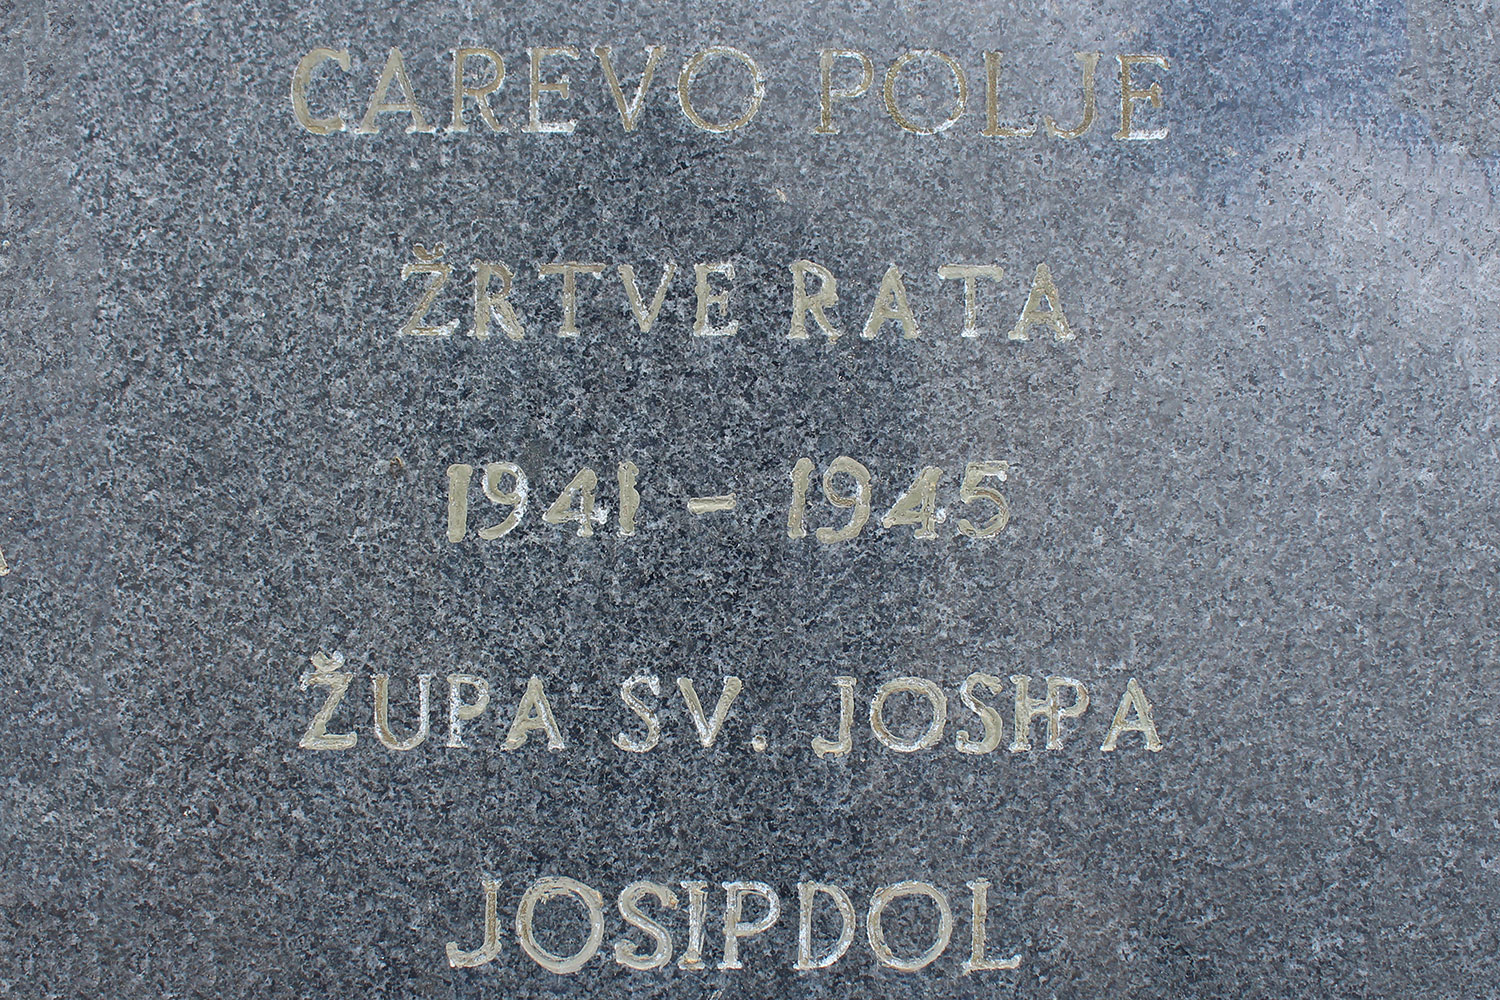 CAREVO POLJE
ŽRTVE RATA
1941 - 1945
ŽUPA SV. JOSIPA
JOSIPDOL